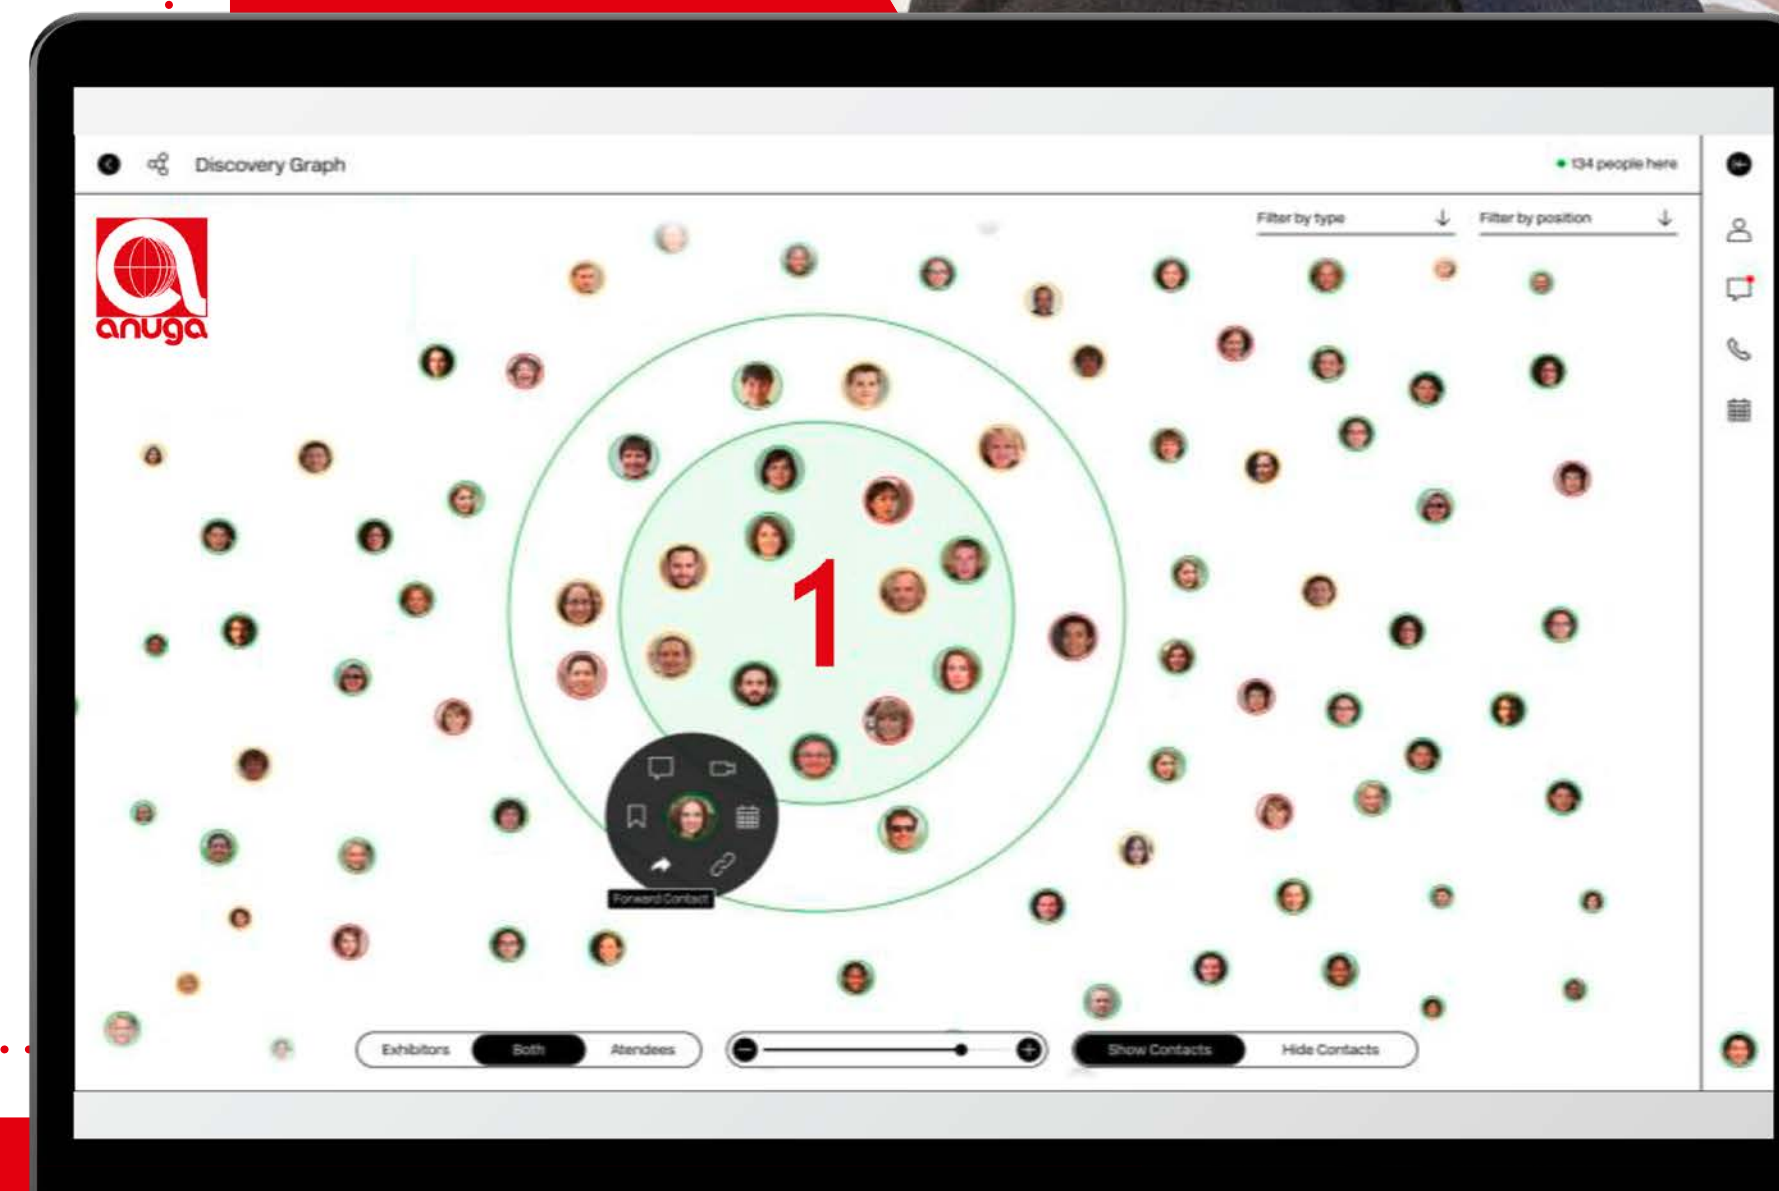 Discovery Graph
134 people here
Filter by type
Filter by position
anuga
1
Forward Contact
Exhibitors
Both
Atendees
Show Contacts
Hide Contacts